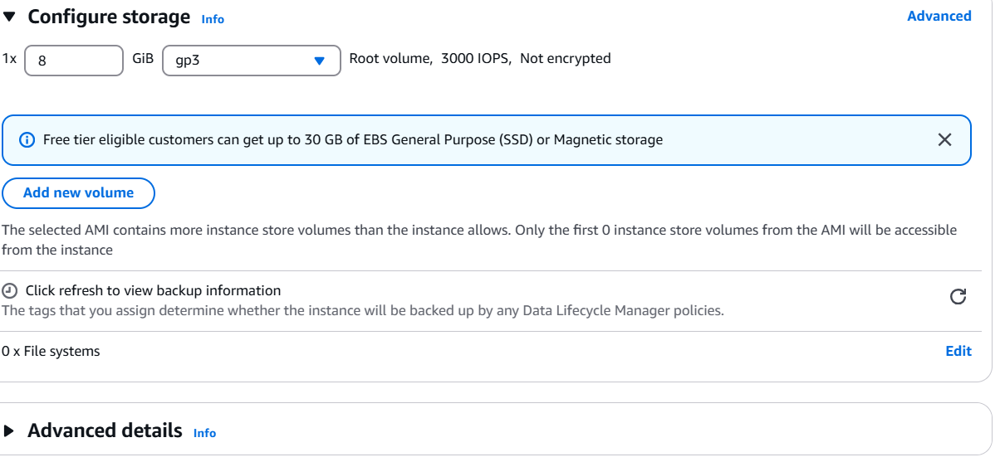 Configure storage Info Advanced
1x 8 GiB gp3 Root volume, 3000 IOPS, Not encrypted
Free tier eligible customers can get up to 30 GB of EBS General Purpose (SSD) or Magnetic storage
Add new volume
The selected AMI contains more instance store volumes than the instance allows. Only the first 0 instance store volumes from the AMI will be accessible
from the instance
Click refresh to view backup information
The tags that you assign determine whether the instance will be backed up by any Data Lifecycle Manager policies.
0 x File systems Edit
Advanced details Info